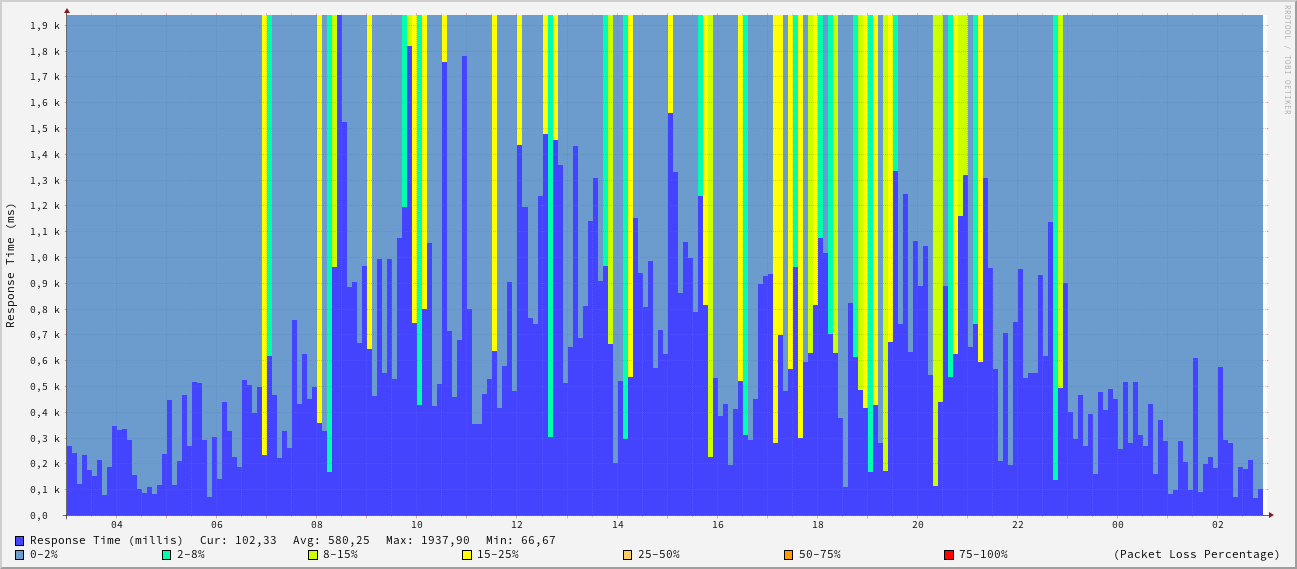 RRDTOOL / TOBI OETIKER
Response Time (ms)
1,9 k
1,8 k
1,7 k
1,6 k
1,5 k
1,4 k
1,3 k
1,2 k
1,1 k
1,0 k
0,9 k
0,8 k
0,7 k
0,6 k
0,5 k
0,4 k
0,3 k
0,2 k
0,1 k
0,0
04 06 08 10 12 14 16 18 20 22 00 02
Response Time (millis) Cur: 102,33 Avg: 580,25 Max: 1937,90 Min: 66,67
0-2% 2-8% 8-15% 15-25% 25-50% 50-75% 75-100% (Packet Loss Percentage)